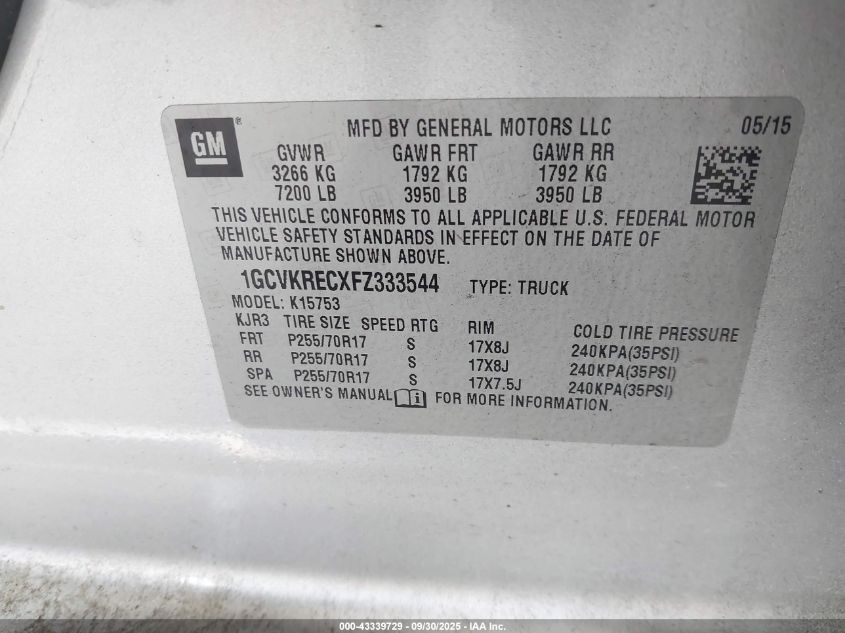 GM®
MFD BY GENERAL MOTORS LLC 05/15
GVWR GAWR FRT GAWR RR
3266 KG 1792 KG 1792 KG
7200 LB 3950 LB 3950 LB
THIS VEHICLE CONFORMS TO ALL APPLICABLE U.S. FEDERAL MOTOR
VEHICLE SAFETY STANDARDS IN EFFECT ON THE DATE OF
MANUFACTURE SHOWN ABOVE.
1GCVKRECXFZ333544 TYPE: TRUCK
MODEL: K15753
KJR3 TIRE SIZE SPEED RTG RIM COLD TIRE PRESSURE
FRT P255/70R17 S 17X8J 240KPA(35PSI)
RR P255/70R17 S 17X8J 240KPA(35PSI)
SPA P255/70R17 S 17X7.5J 240KPA(35PSI)
SEE OWNER'S MANUAL FOR MORE INFORMATION.
000-43339729 - 09/30/2025 - IAA Inc.